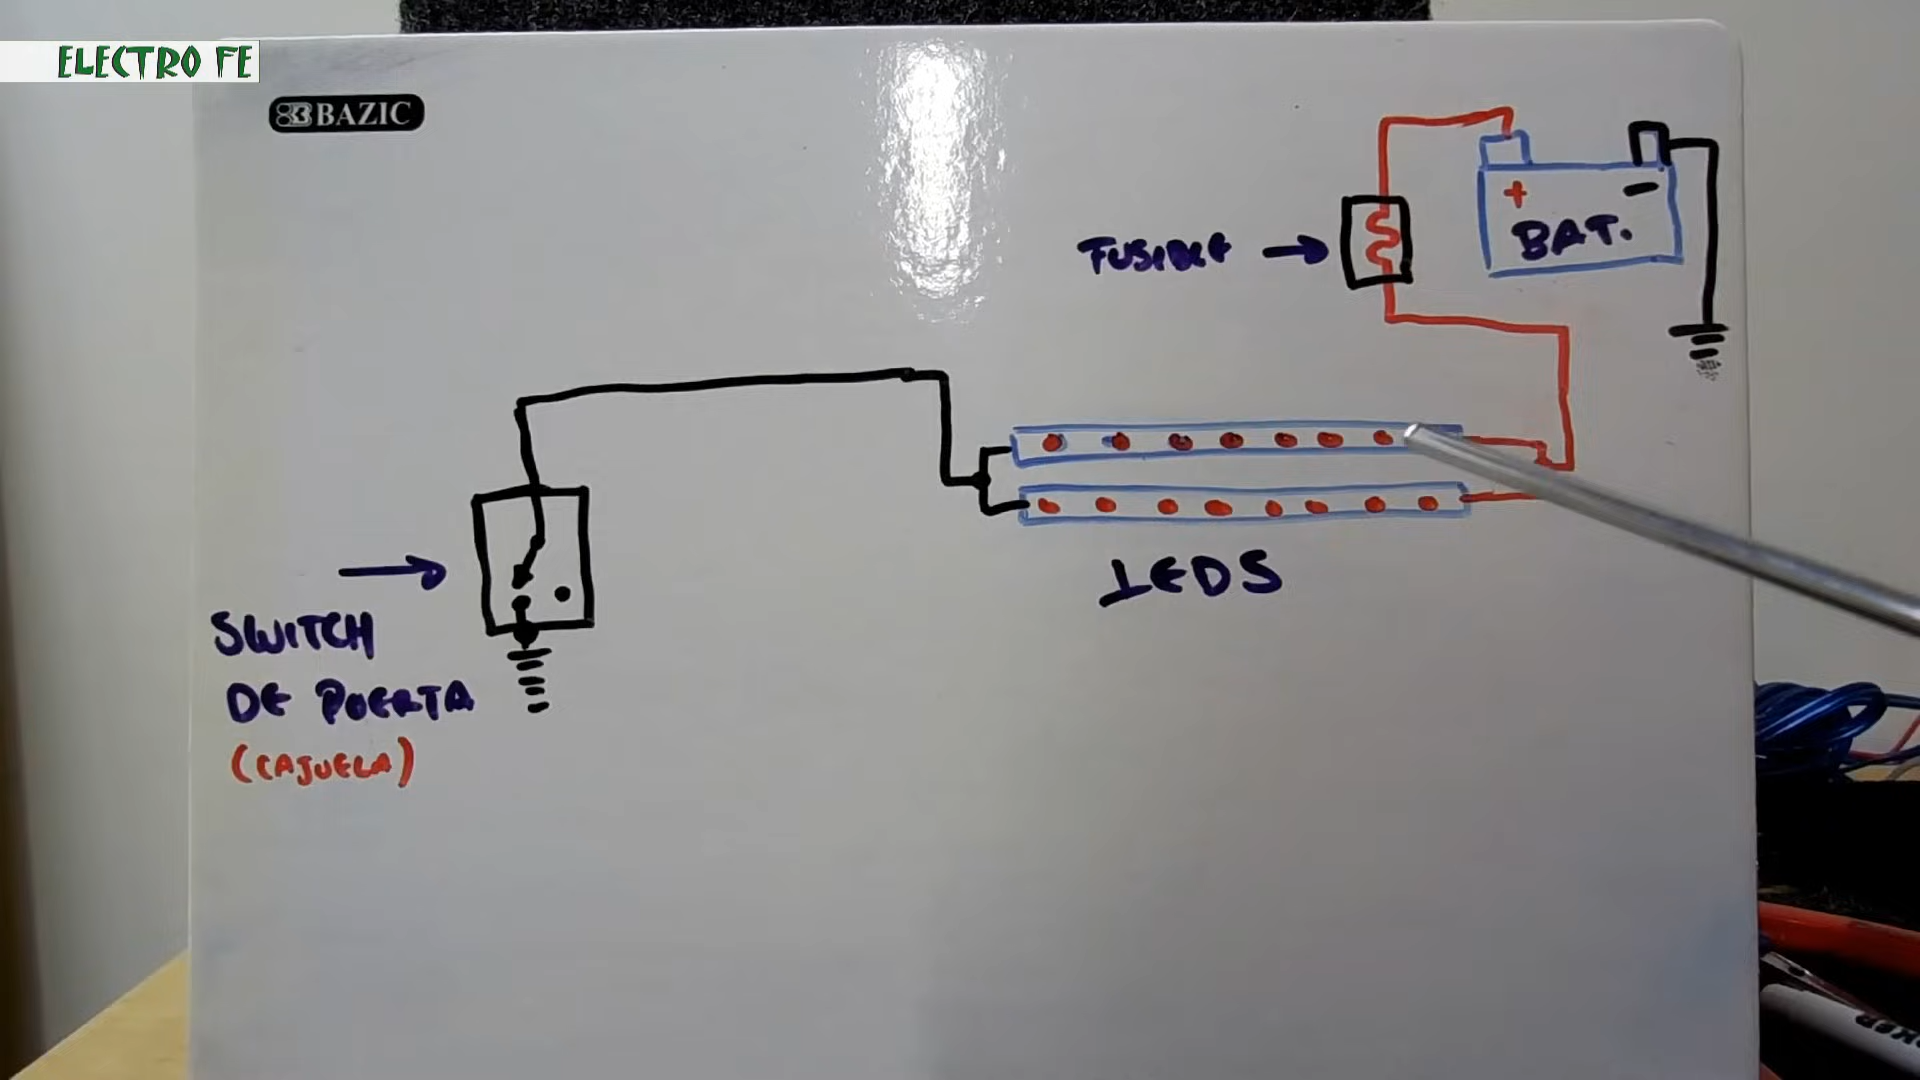 ELECTRO FE
BAZIC
+ -
BAT.
FUSIBLE
LEDS
SWITCH
DE PUERTA
(CAJUELA)